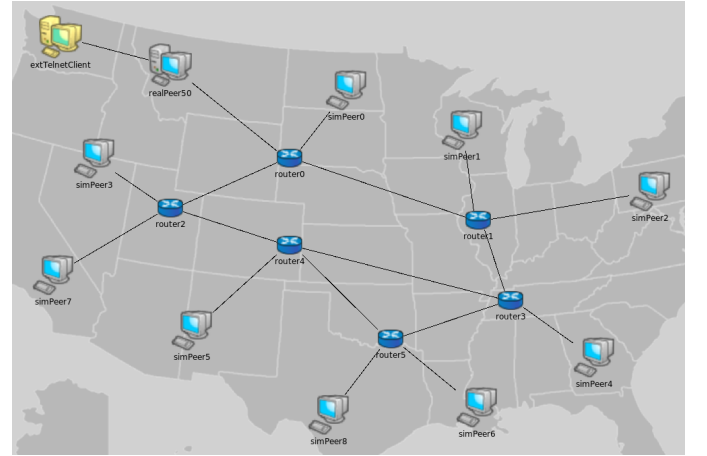 extTelnetClient
realPeer50
simPeer0
simPeer1
router0
simPeer3
simPeer2
router2
router1
router4
simPeer7
router3
simPeer5
router5
simPeer4
simPeer8
simPeer6